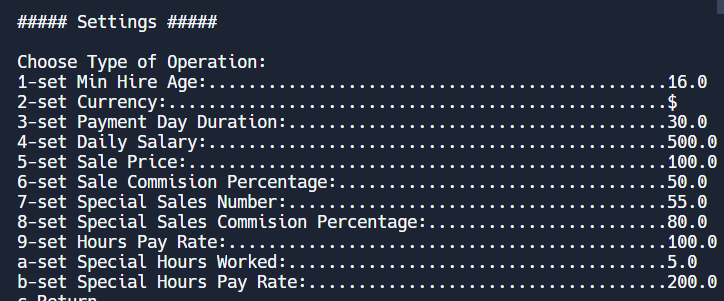 ##### Settings #####
Choose Type of Operation:
1-set Min Hire Age:..............................................16.0
2-set Currency:..................................................$
3-set Payment Day Duration:......................................30.0
4-set Daily Salary:..............................................500.0
5-set Sale Price:................................................100.0
6-set Sale Commision Percentage:.................................50.0
7-set Special Sales Number:......................................55.0
8-set Special Sales Commision Percentage:........................80.0
9-set Hours Pay Rate:............................................100.0
a-set Special Hours Worked:......................................5.0
b-set Special Hours Pay Rate:....................................200.0
c-Return